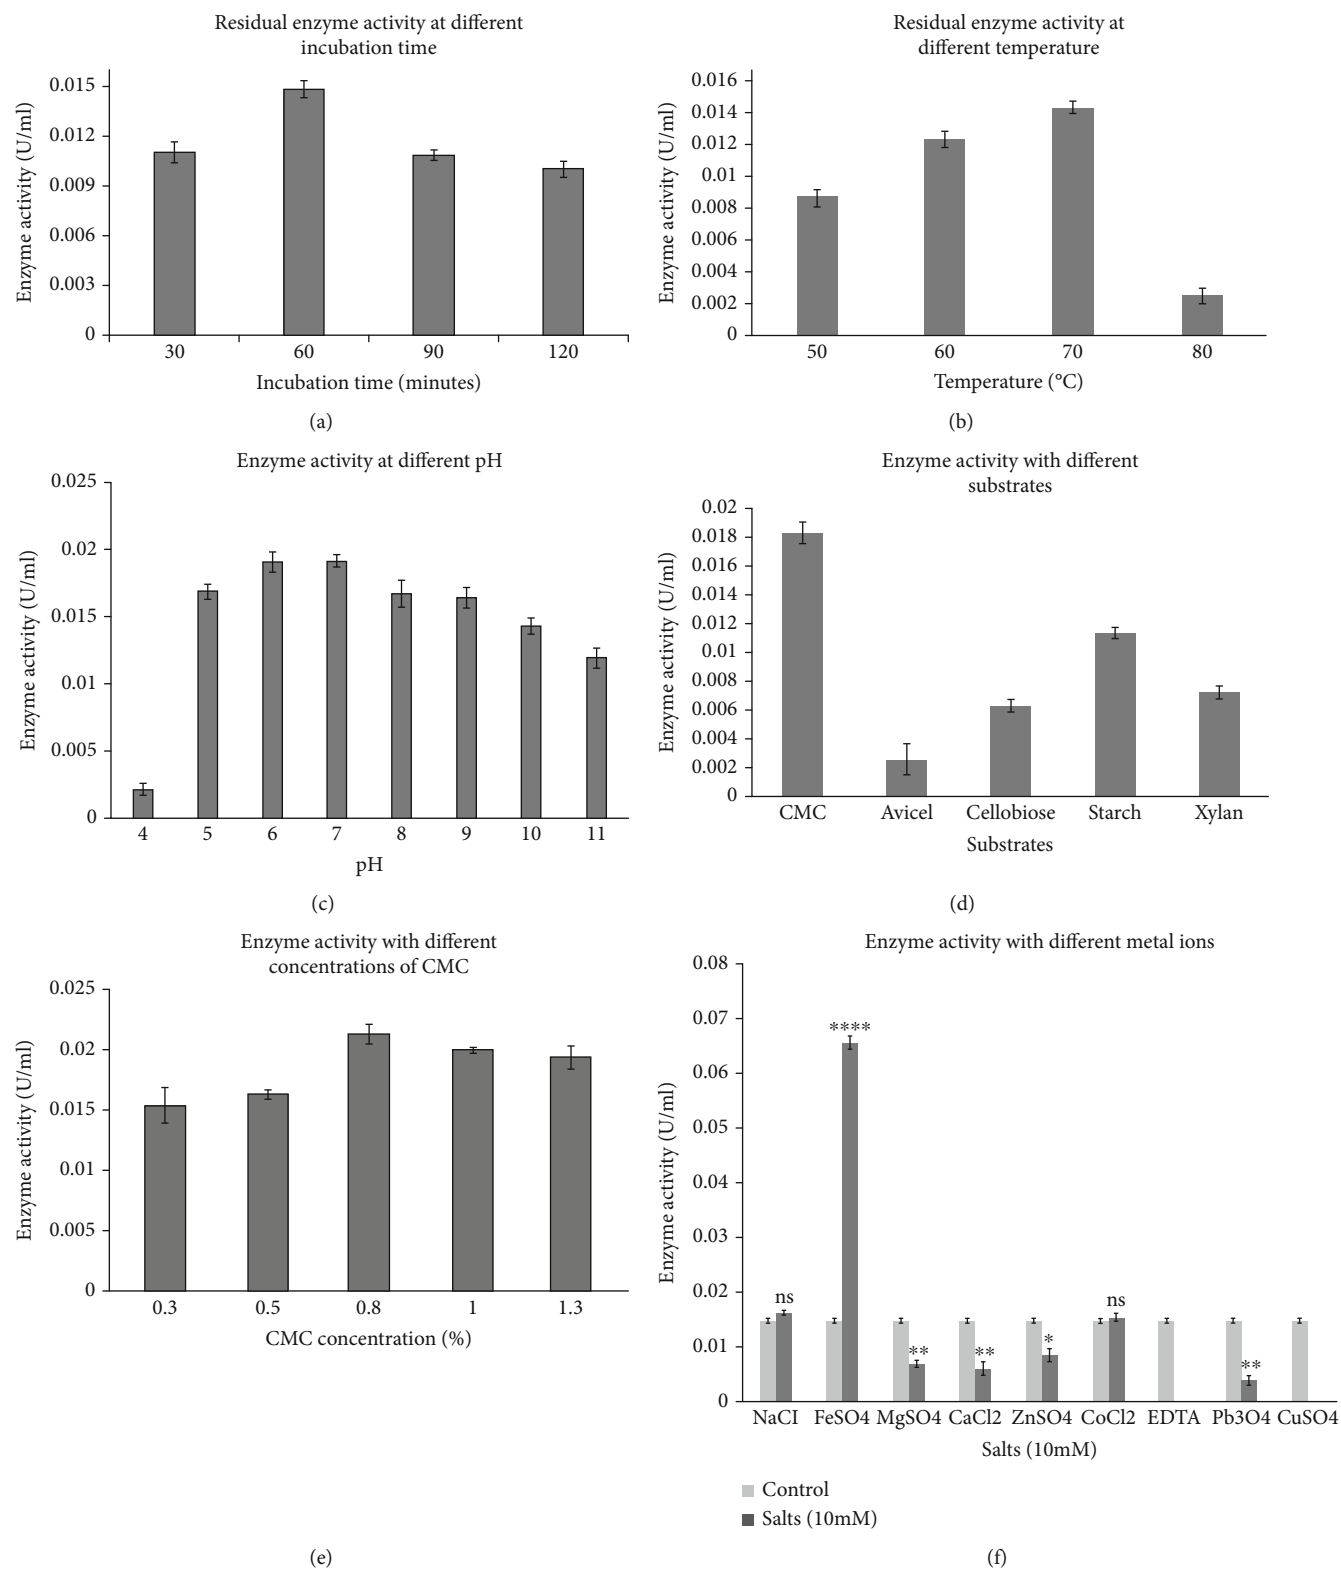 Residual enzyme activity at different
incubation time
Enzyme activity (U/ml)
0.015
0.012
0.009
0.006
0.003
0
30 60 90 120
Incubation time (minutes)
(a)
Residual enzyme activity at
different temperature
Enzyme activity (U/ml)
0.016
0.014
0.012
0.01
0.008
0.006
0.004
0.002
0
50 60 70 80
Temperature (°C)
(b)
Enzyme activity at different pH
Enzyme activity (U/ml)
0.025
0.02
0.015
0.01
0.005
0
4 5 6 7 8 9 10 11
pH
(c)
Enzyme activity with different
substrates
Enzyme activity (U/ml)
0.02
0.018
0.016
0.014
0.012
0.01
0.008
0.006
0.004
0.002
0
CMC Avicel Cellobiose Starch Xylan
Substrates
(d)
Enzyme activity with different
concentrations of CMC
Enzyme activity (U/ml)
0.025
0.02
0.015
0.01
0.005
0
0.3 0.5 0.8 1 1.3
CMC concentration (%)
(e)
Enzyme activity with different metal ions
Enzyme activity (U/ml)
0.08
0.07
0.06
0.05
0.04
0.03
0.02
0.01
0
ns **** ** ** * ns **
NaCI FeSO4 MgSO4 CaCl2 ZnSO4 CoCl2 EDTA Pb3O4 CuSO4
Salts (10mM)
Control
Salts (10mM)
(f)